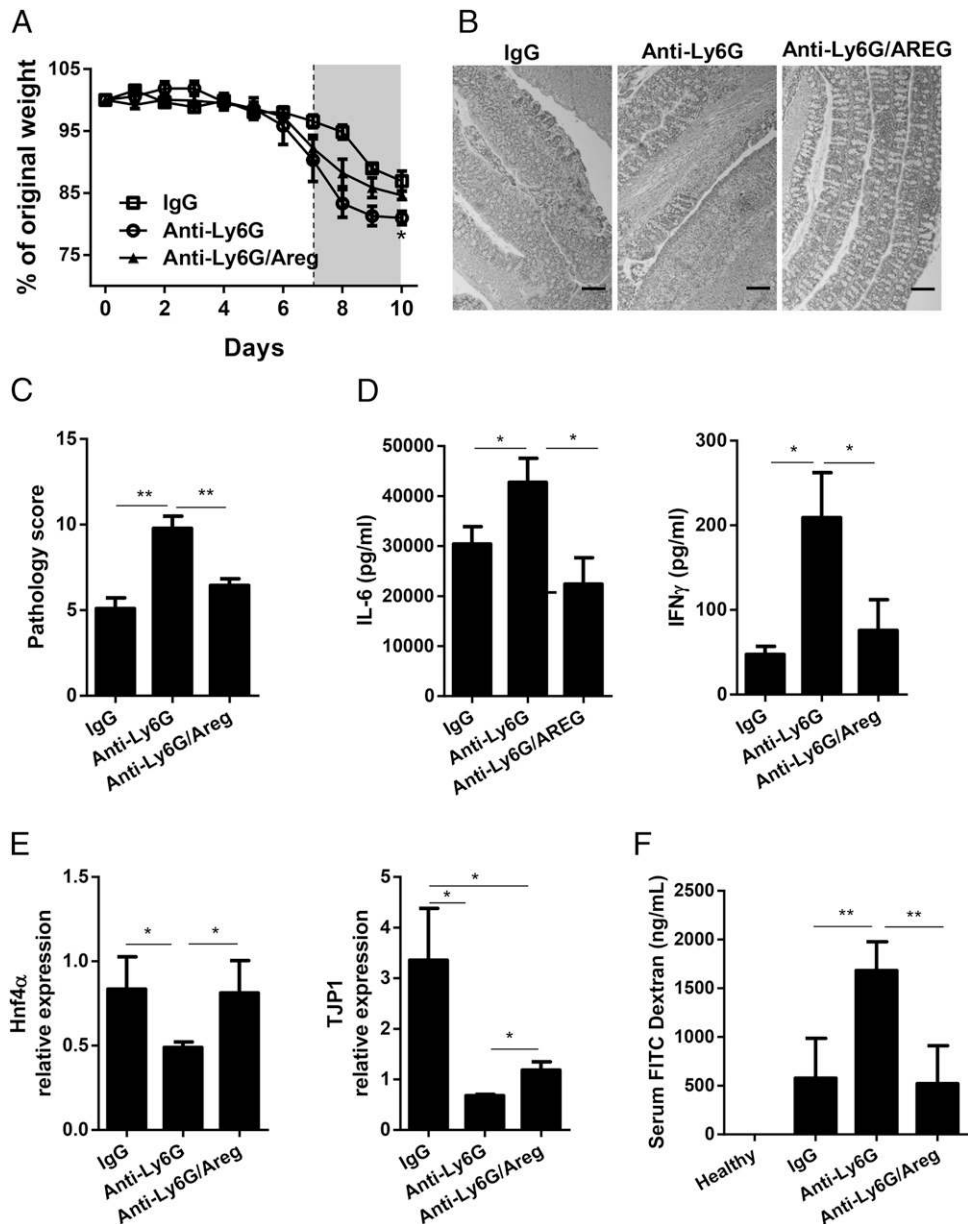 A
% of original weight
105
95
85
75
IgG
Anti-Ly6G
Anti-Ly6G/Areg
*
0 2 4 6 8 10
Days
B
IgG Anti-Ly6G Anti-Ly6G/AREG
C
Pathology score
15
10
5
0
** **
IgG
Anti-Ly6G
Anti-Ly6G/Areg
D
IL-6 (pg/ml)
50000
40000
30000
20000
10000
0
* *
IgG
Anti-Ly6G
Anti-Ly6G/AREG
IFNγ (pg/ml)
300
200
100
0
* *
IgG
Anti-Ly6G
Anti-Ly6G/Areg
E
Hnf4α
relative expression
1.5
1.0
0.5
0.0
* *
IgG
Anti-Ly6G
Anti-Ly6G/Areg
TJP1
relative expression
5
4
3
2
1
0
*
*
*
IgG
Anti-Ly6G
Anti-Ly6G/Areg
F
Serum FITC Dextran (ng/mL)
2500
2000
1500
1000
500
0
** **
Healthy
IgG
Anti-Ly6G
Anti-Ly6G/Areg